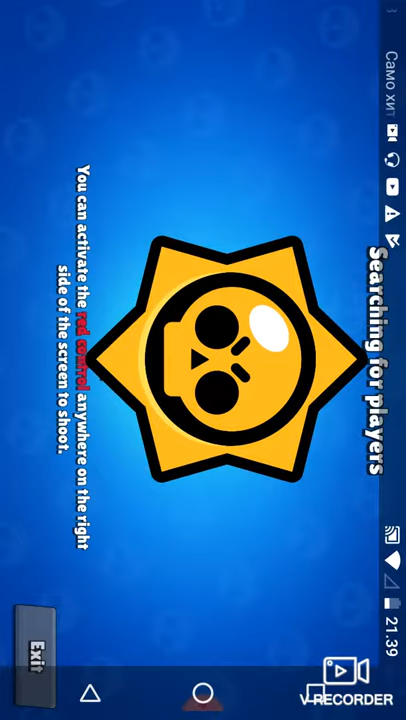 Само хит
21.39
Searching for players
You can activate the red control anywhere on the right
side of the screen to shoot.
Exit
V RECORDER